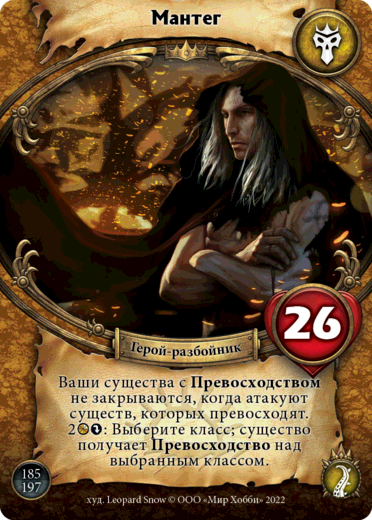 Мантег
26
Герой-разбойник
Ваши существа с Превосходством
не закрываются, когда атакуют
существ, которых превосходят.
2: Выберите класс; существо
получает Превосходство над
выбранным классом.
185
197
худ. Leopard Snow © ООО «Мир Хобби» 2022